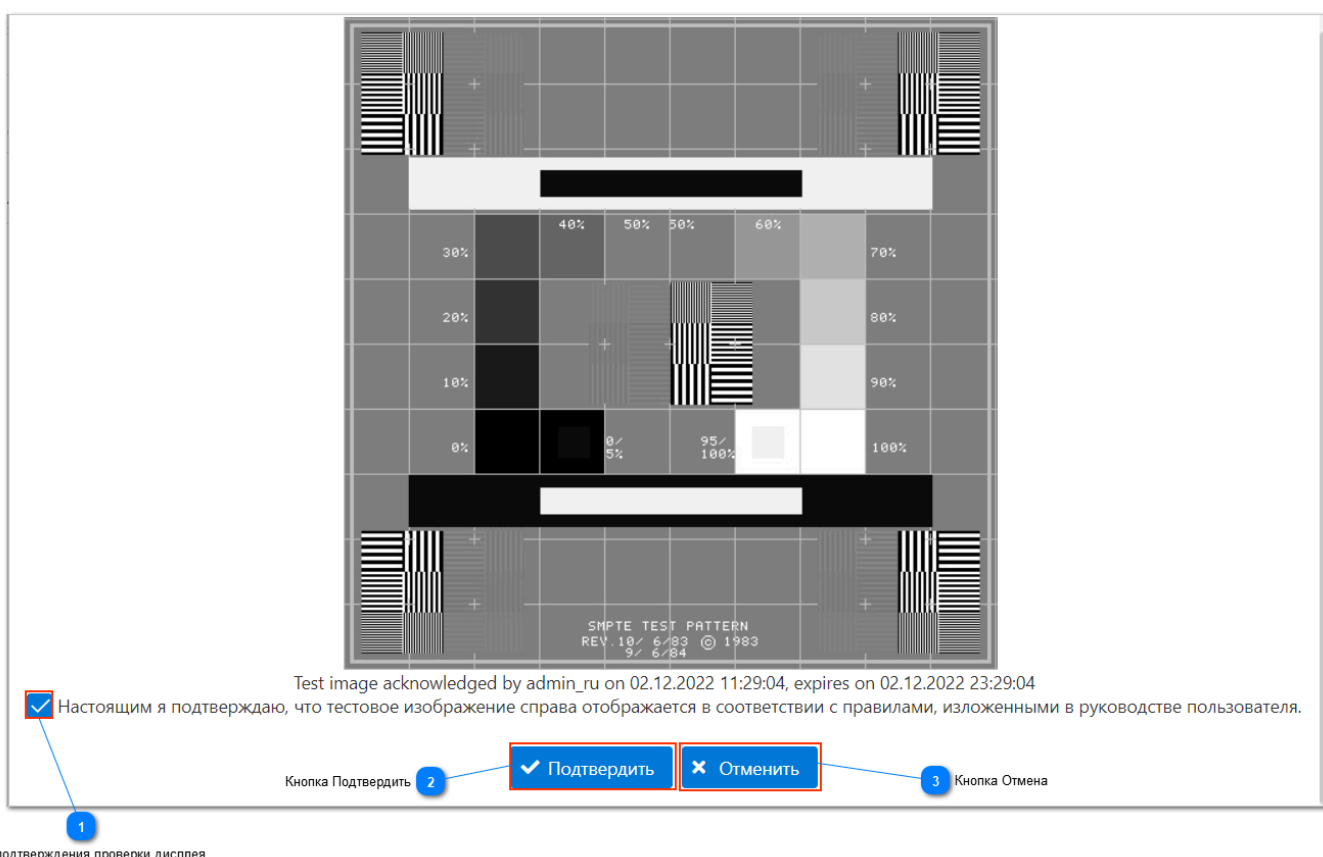 40% 50% 50% 60%
30% 70%
20% 80%
10% 90%
0% 0/ 95/ 100%
5% 100%
SMPTE TEST PATTERN
REV.10/ 6/83 © 1983
9/ 6/84
Test image acknowledged by admin_ru on 02.12.2022 11:29:04, expires on 02.12.2022 23:29:04
Настоящим я подтверждаю, что тестовое изображение справа отображается в соответствии с правилами, изложенными в руководстве пользователя.
Кнопка Подтвердить 2 Подтвердить Отменить 3 Кнопка Отмена
1
подтверждения проверки дисплея